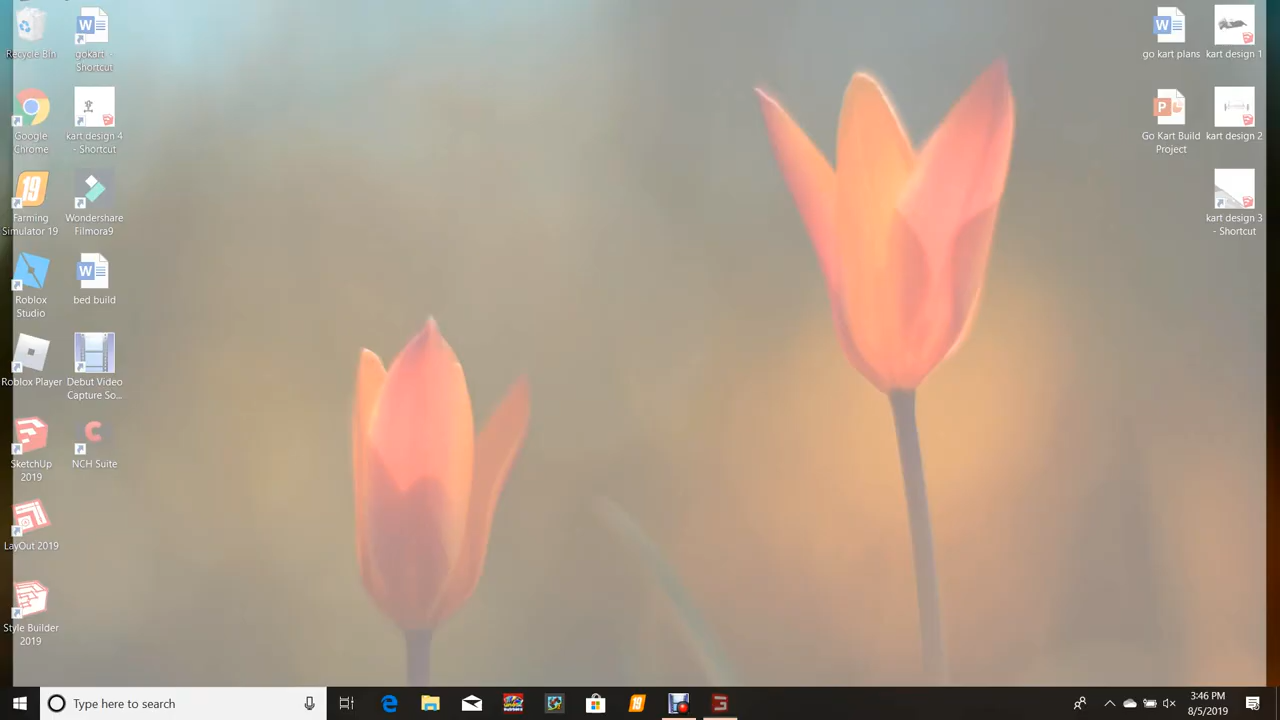 Recycle Bin
gokart -
Shortcut
Google
Chrome
kart design 4
- Shortcut
19
Farming
Simulator 19
Wondershare
Filmora9
Roblox
Studio
W
bed build
Roblox Player
Debut Video
Capture So...
SketchUp
2019
NCH Suite
LayOut 2019
Style Builder
2019
W
go kart plans
kart design 1
P
Go Kart Build
Project
kart design 2
kart design 3
- Shortcut
Type here to search
19
3:46 PM
8/5/2019